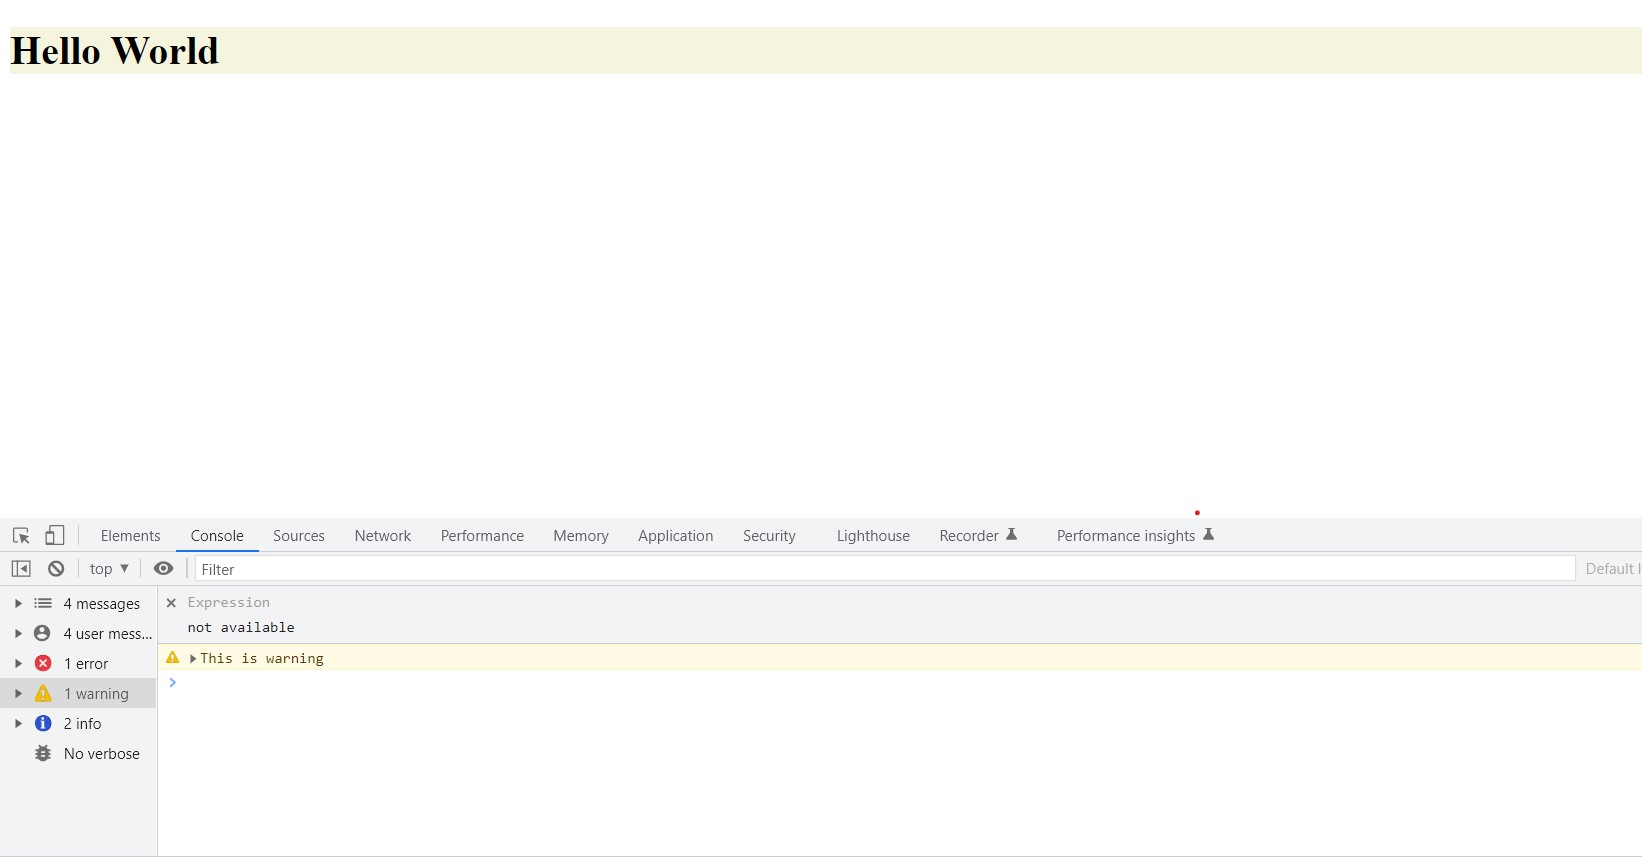 Hello World
Elements Console Sources Network Performance Memory Application Security Lighthouse Recorder Performance insights
top Filter Default
4 messages
4 user mess...
1 error
1 warning
2 info
No verbose
Expression
not available
This is warning